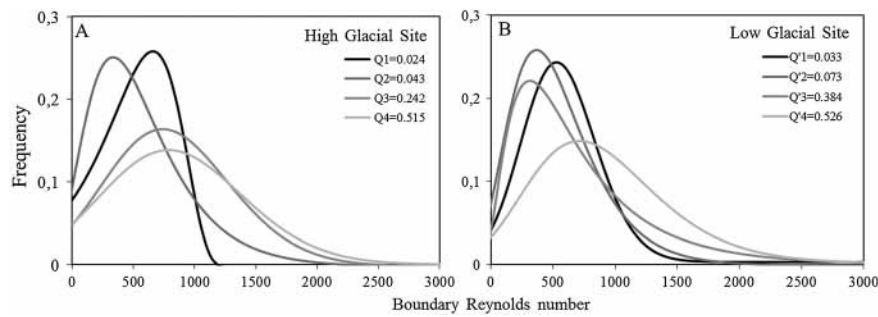 0,3
A
High Glacial Site
Q1=0.024
Q2=0.043
Q3=0.242
Q4=0.515
0,2
0,1
0
Frequency
0 500 1000 1500 2000 2500 3000
0,3
B
Low Glacial Site
Q'1=0.033
Q'2=0.073
Q'3=0.384
Q'4=0.526
0,2
0,1
0
0 500 1000 1500 2000 2500 3000
Boundary Reynolds number